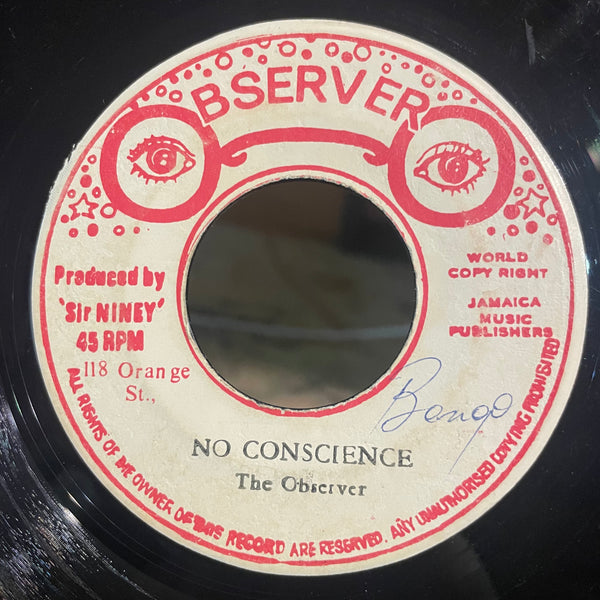 OBSERVER
Produced by
'Sir NINEY'
45 RPM
118 Orange
St.,
WORLD
COPY RIGHT
JAMAICA
MUSIC
PUBLISHERS
Bongo
NO CONSCIENCE
The Observer
ALL RIGHTS OF THE OWNER OF THIS RECORD ARE RESERVED. ANY UNAUTHORISED COPYING PROHIBITED